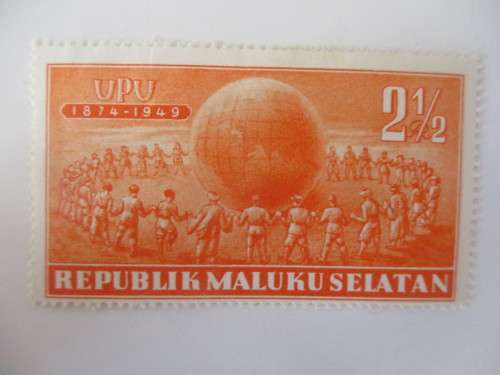 UPU
1874-1949
2½
REPUBLIK MALUKU SELATAN